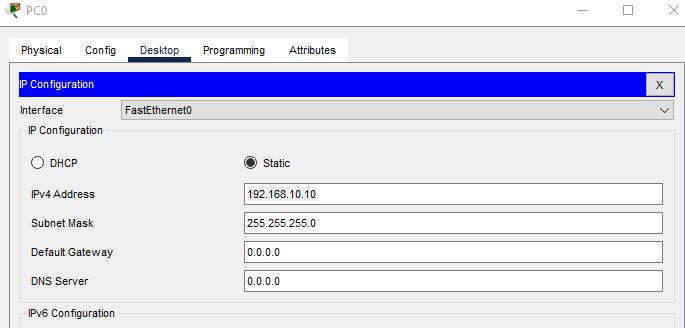 PC0
Physical Config Desktop Programming Attributes
IP Configuration X
Interface FastEthernet0
IP Configuration
DHCP Static
IPv4 Address 192.168.10.10
Subnet Mask 255.255.255.0
Default Gateway 0.0.0.0
DNS Server 0.0.0.0
IPv6 Configuration